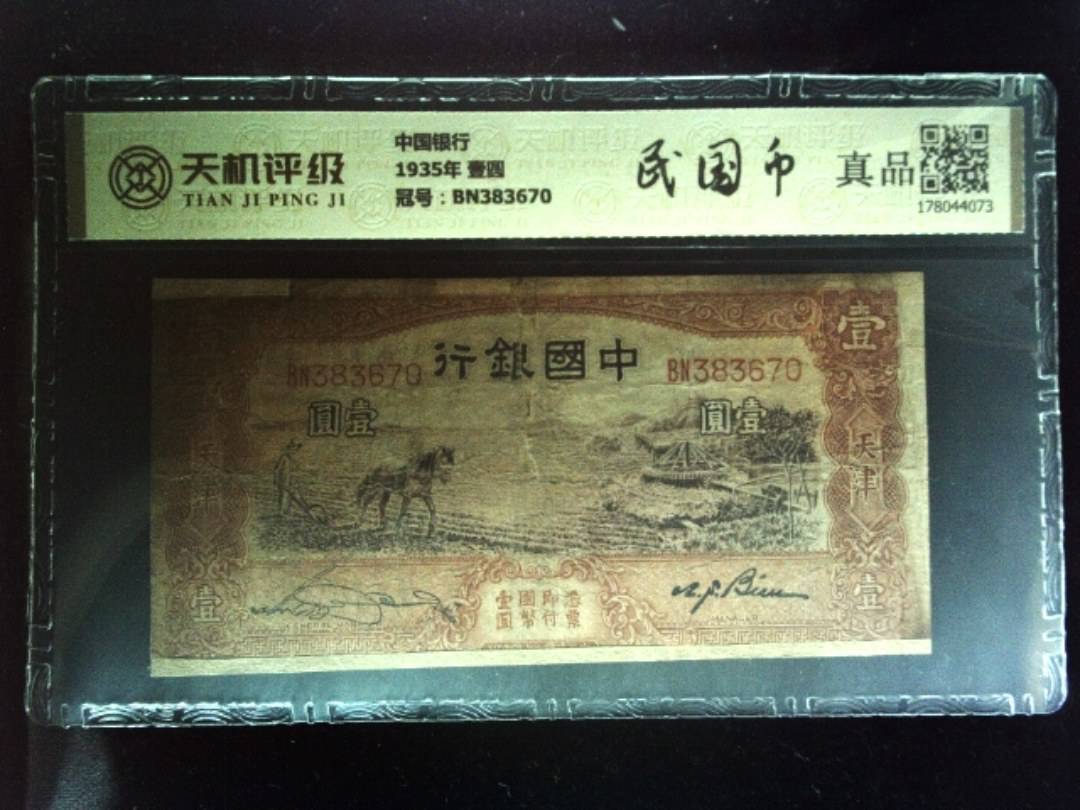 天机评级
TIAN JI PING JI
中国银行
1935年 壹圆
冠号：BN383670
民国币
真品
178044073
中國銀行
BN383670
BN383670
壹圓
壹圓
壹
天津
天津
壹
壹
憑票
即付
國幣
壹圓